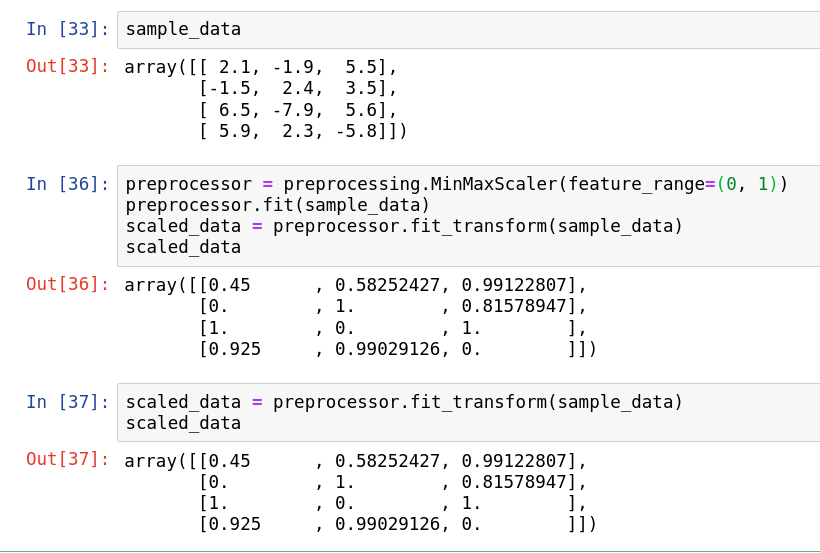 In [33]: sample_data
Out[33]: array([[ 2.1, -1.9,  5.5],
       [-1.5,  2.4,  3.5],
       [ 6.5, -7.9,  5.6],
       [ 5.9,  2.3, -5.8]])
In [36]: preprocessor = preprocessing.MinMaxScaler(feature_range=(0, 1))
preprocessor.fit(sample_data)
scaled_data = preprocessor.fit_transform(sample_data)
scaled_data
Out[36]: array([[0.45      , 0.58252427, 0.99122807],
       [0.        , 1.        , 0.81578947],
       [1.        , 0.        , 1.        ],
       [0.925     , 0.99029126, 0.        ]])
In [37]: scaled_data = preprocessor.fit_transform(sample_data)
scaled_data
Out[37]: array([[0.45      , 0.58252427, 0.99122807],
       [0.        , 1.        , 0.81578947],
       [1.        , 0.        , 1.        ],
       [0.925     , 0.99029126, 0.        ]])